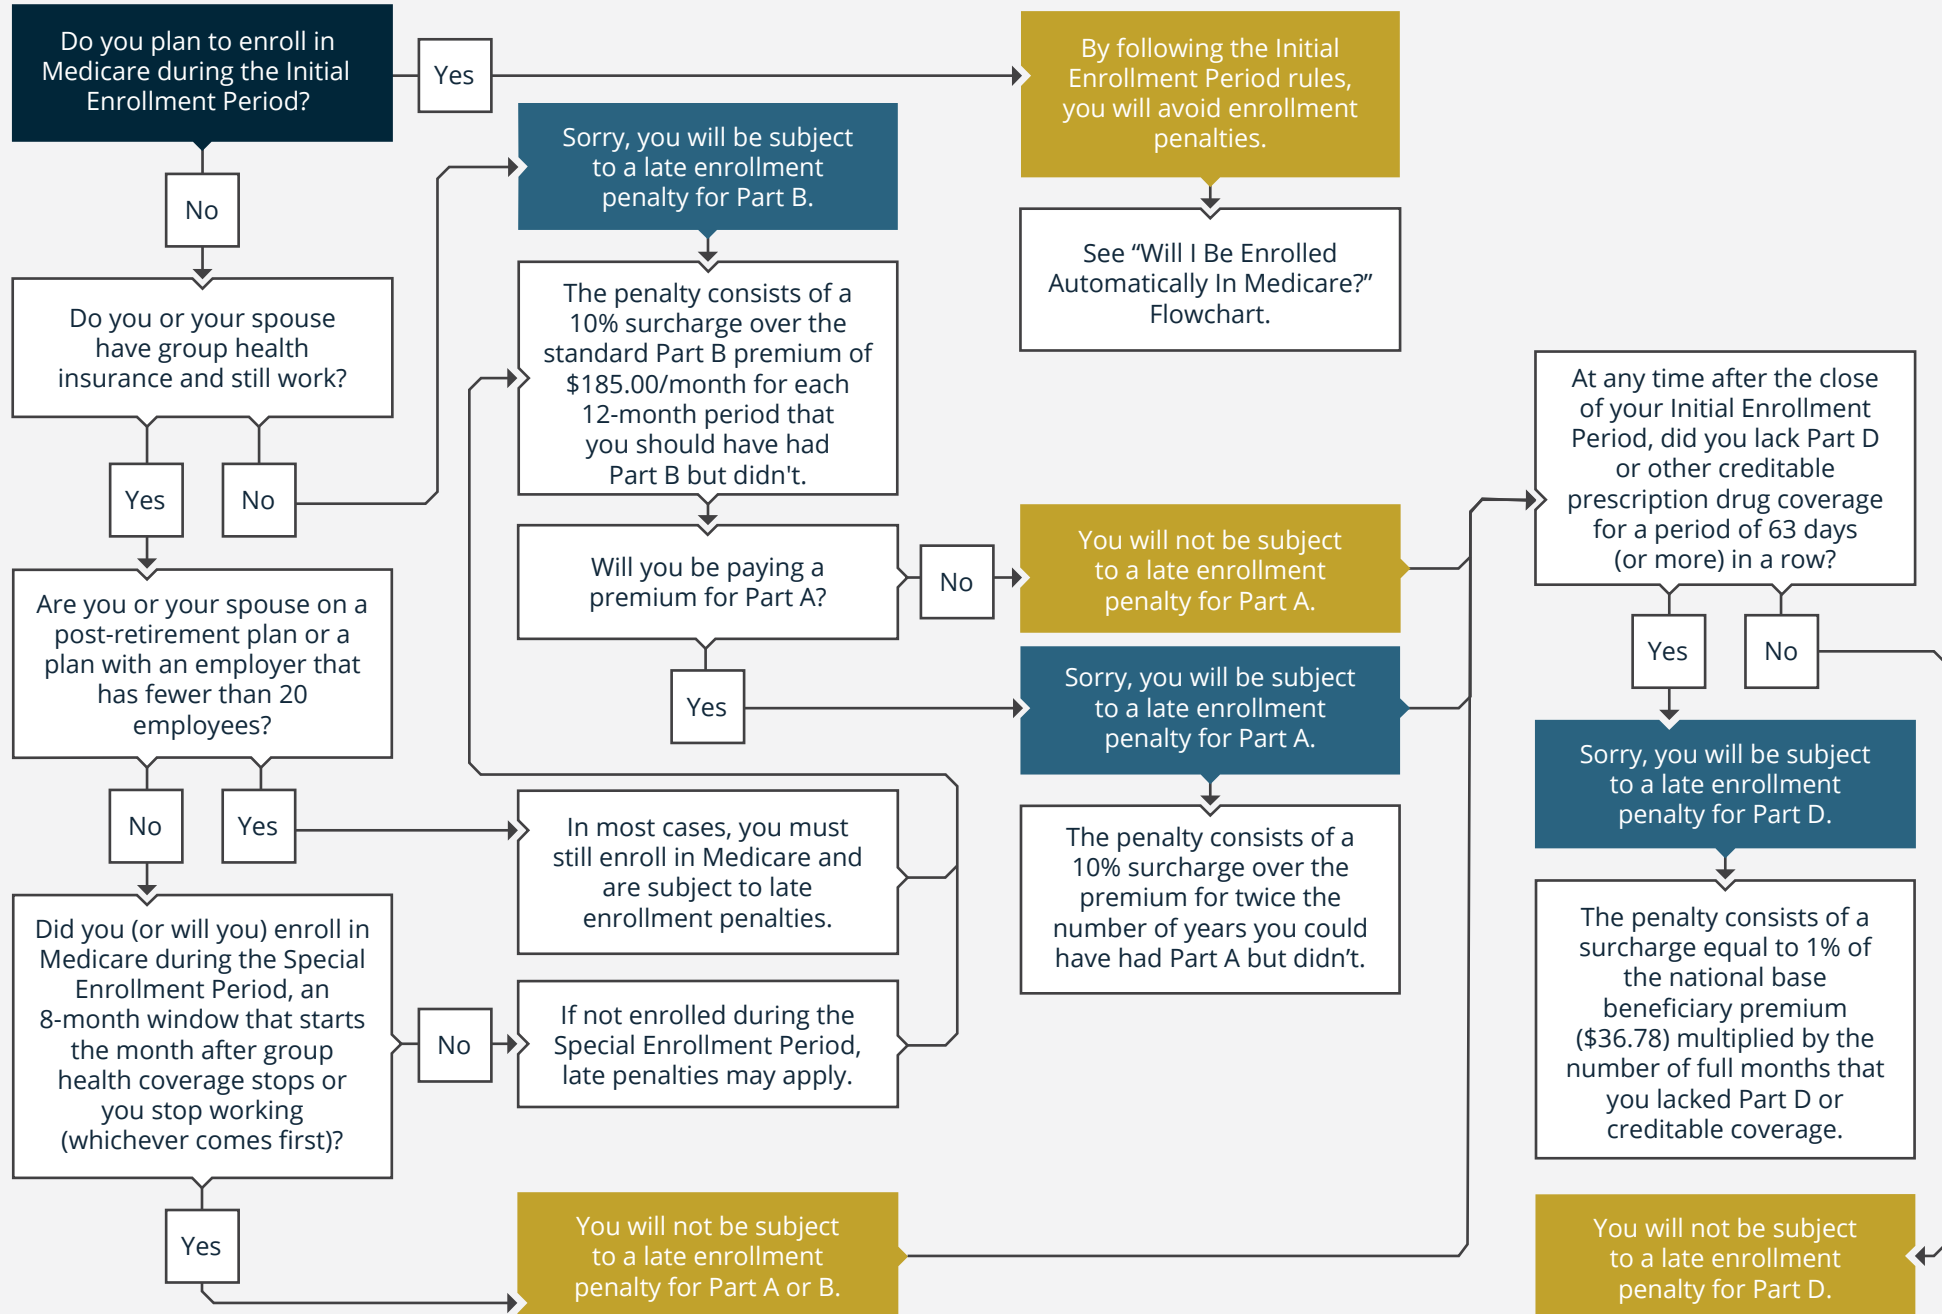 Do you plan to enroll in
Medicare during the Initial
Enrollment Period?
Yes
No
Do you or your spouse
have group health
insurance and still work?
Yes
No
Are you or your spouse on a
post-retirement plan or a
plan with an employer that
has fewer than 20
employees?
No
Yes
Did you (or will you) enroll in
Medicare during the Special
Enrollment Period, an
8-month window that starts
the month after group
health coverage stops or
you stop working
(whichever comes first)?
No
Yes
Sorry, you will be subject
to a late enrollment
penalty for Part B.
The penalty consists of a
10% surcharge over the
standard Part B premium of
$185.00/month for each
12-month period that
you should have had
Part B but didn't.
Will you be paying a
premium for Part A?
No
Yes
In most cases, you must
still enroll in Medicare and
are subject to late
enrollment penalties.
If not enrolled during the
Special Enrollment Period,
late penalties may apply.
You will not be subject
to a late enrollment
penalty for Part A or B.
By following the Initial
Enrollment Period rules,
you will avoid enrollment
penalties.
See “Will I Be Enrolled
Automatically In Medicare?”
Flowchart.
You will not be subject
to a late enrollment
penalty for Part A.
Sorry, you will be subject
to a late enrollment
penalty for Part A.
The penalty consists of a
10% surcharge over the
premium for twice the
number of years you could
have had Part A but didn’t.
At any time after the close
of your Initial Enrollment
Period, did you lack Part D
or other creditable
prescription drug coverage
for a period of 63 days
(or more) in a row?
Yes
No
Sorry, you will be subject
to a late enrollment
penalty for Part D.
The penalty consists of a
surcharge equal to 1% of
the national base
beneficiary premium
($36.78) multiplied by the
number of full months that
you lacked Part D or
creditable coverage.
You will not be subject
to a late enrollment
penalty for Part D.